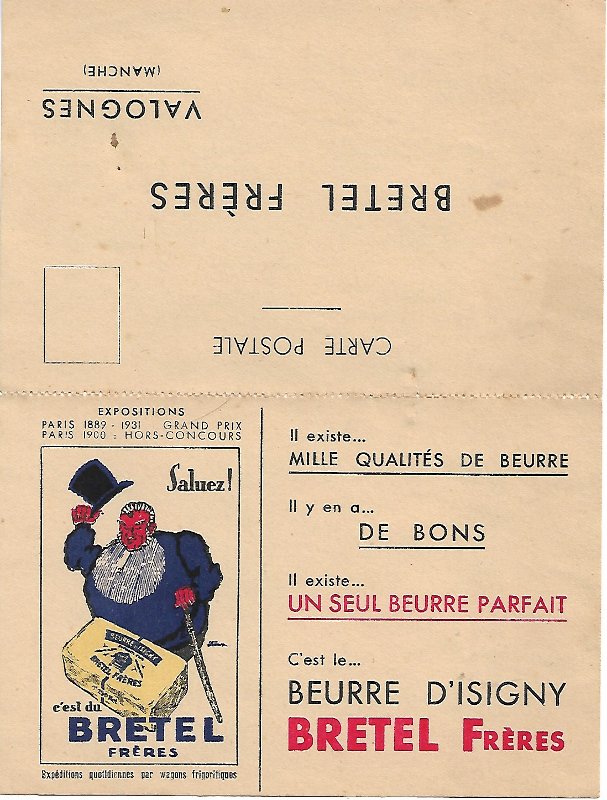 CARTE POSTALE
BRETEL FRÈRES
VALOGNES
(MANCHE)
EXPOSITIONS
PARIS 1889 - 1931 GRAND PRIX
PARIS 1900 : HORS-CONCOURS
Saluez!
BEURRE D'ISIGNY
BRETEL FRÈRES
c'est du
BRETEL
FRÈRES
Expéditions quotidiennes par wagons frigorifiques
Il existe...
MILLE QUALITÉS DE BEURRE
Il y en a...
DE BONS
Il existe...
UN SEUL BEURRE PARFAIT
C'est le...
BEURRE D'ISIGNY
BRETEL FRÈRES